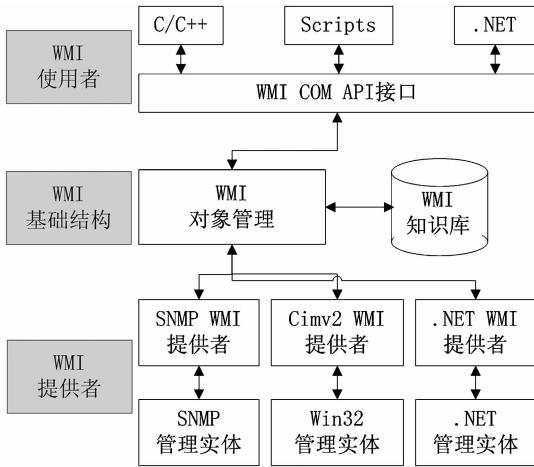 C/C++
Scripts
.NET
WMI
使用者
WMI COM API接口
WMI
基础结构
WMI
对象管理
WMI
知识库
SNMP WMI
提供者
Cimv2 WMI
提供者
.NET WMI
提供者
WMI
提供者
SNMP
管理实体
Win32
管理实体
.NET
管理实体